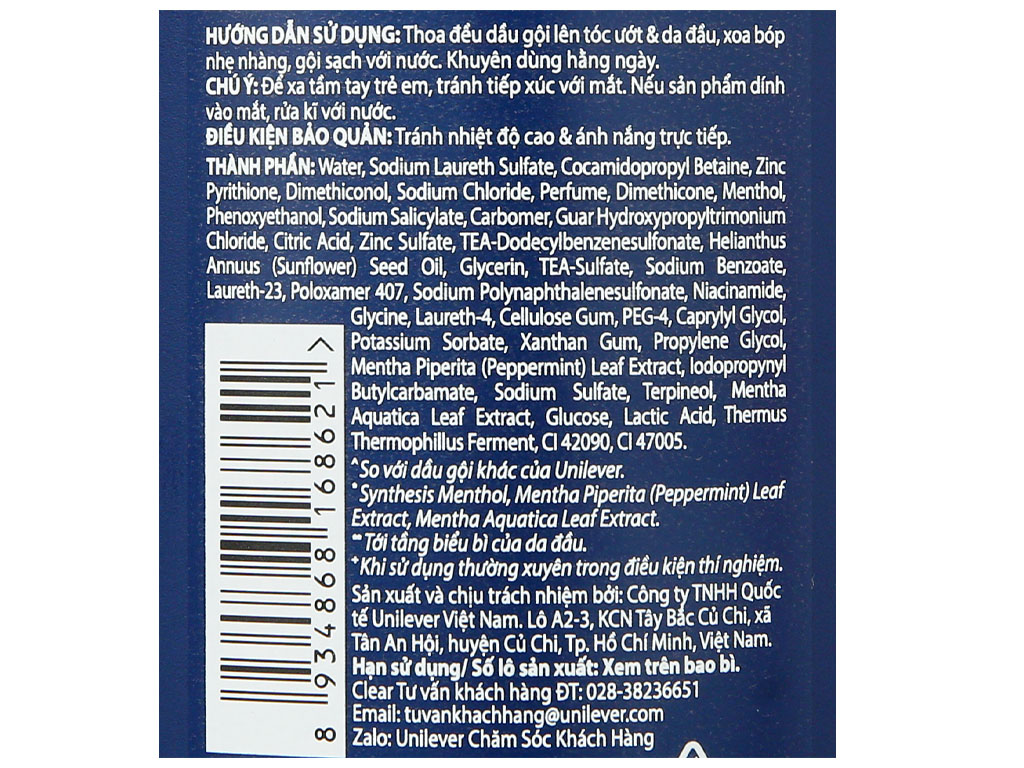 HƯỚNG DẪN SỬ DỤNG: Thoa đều dầu gội lên tóc ướt & da đầu, xoa bóp
nhẹ nhàng, gội sạch với nước. Khuyên dùng hằng ngày.
CHÚ Ý: Để xa tầm tay trẻ em, tránh tiếp xúc với mắt. Nếu sản phẩm dính
vào mắt, rửa kĩ với nước.
ĐIỀU KIỆN BẢO QUẢN: Tránh nhiệt độ cao & ánh nắng trực tiếp.
THÀNH PHẦN: Water, Sodium Laureth Sulfate, Cocamidopropyl Betaine, Zinc
Pyrithione, Dimethiconol, Sodium Chloride, Perfume, Dimethicone, Menthol,
Phenoxyethanol, Sodium Salicylate, Carbomer, Guar Hydroxypropyltrimonium
Chloride, Citric Acid, Zinc Sulfate, TEA-Dodecylbenzenesulfonate, Helianthus
Annuus (Sunflower) Seed Oil, Glycerin, TEA-Sulfate, Sodium Benzoate,
Laureth-23, Poloxamer 407, Sodium Polynaphthalenesulfonate, Niacinamide,
Glycine, Laureth-4, Cellulose Gum, PEG-4, Caprylyl Glycol,
Potassium Sorbate, Xanthan Gum, Propylene Glycol,
Mentha Piperita (Peppermint) Leaf Extract, Iodopropynyl
Butylcarbamate, Sodium Sulfate, Terpineol, Mentha
Aquatica Leaf Extract, Glucose, Lactic Acid, Thermus
Thermophillus Ferment, CI 42090, CI 47005.
^So với dầu gội khác của Unilever.
*Synthesis Menthol, Mentha Piperita (Peppermint) Leaf
Extract, Mentha Aquatica Leaf Extract.
**Tới tầng biểu bì của da đầu.
+Khi sử dụng thường xuyên trong điều kiện thí nghiệm.
Sản xuất và chịu trách nhiệm bởi: Công ty TNHH Quốc
tế Unilever Việt Nam. Lô A2-3, KCN Tây Bắc Củ Chi, xã
Tân An Hội, huyện Củ Chi, Tp. Hồ Chí Minh, Việt Nam.
Hạn sử dụng/ Số lô sản xuất: Xem trên bao bì.
Clear Tư vấn khách hàng ĐT: 028-38236651
Email: tuvankhachhang@unilever.com
Zalo: Unilever Chăm Sóc Khách Hàng
8 934868 168621 >